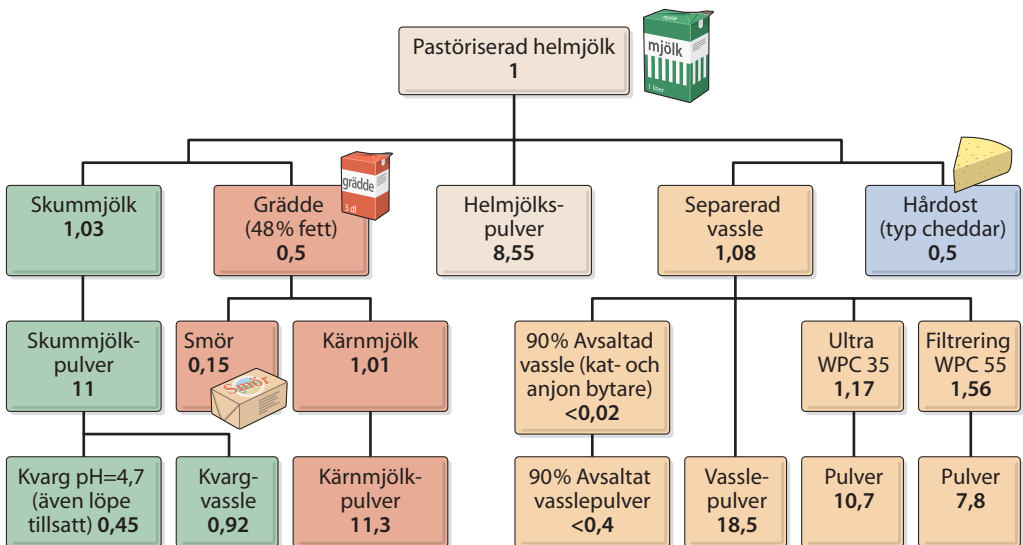 Pastöriserad helmjölk
1
mjölk
1 liter
grädde
3 dl
Skummjölk
1,03
Grädde
(48% fett)
0,5
Helmjölks-
pulver
8,55
Separerad
vassle
1,08
Hårdost
(typ cheddar)
0,5
Skummjölk-
pulver
11
Smör
0,15
Smör
Kärnmjölk
1,01
90% Avsaltad
vassle (kat- och
anjon bytare)
<0,02
Ultra
WPC 35
1,17
Filtrering
WPC 55
1,56
Kvarg pH=4,7
(även löpe
tillsatt) 0,45
Kvarg-
vassle
0,92
Kärnmjölk-
pulver
11,3
90% Avsaltat
vasslepulver
<0,4
Vassle-
pulver
18,5
Pulver
10,7
Pulver
7,8